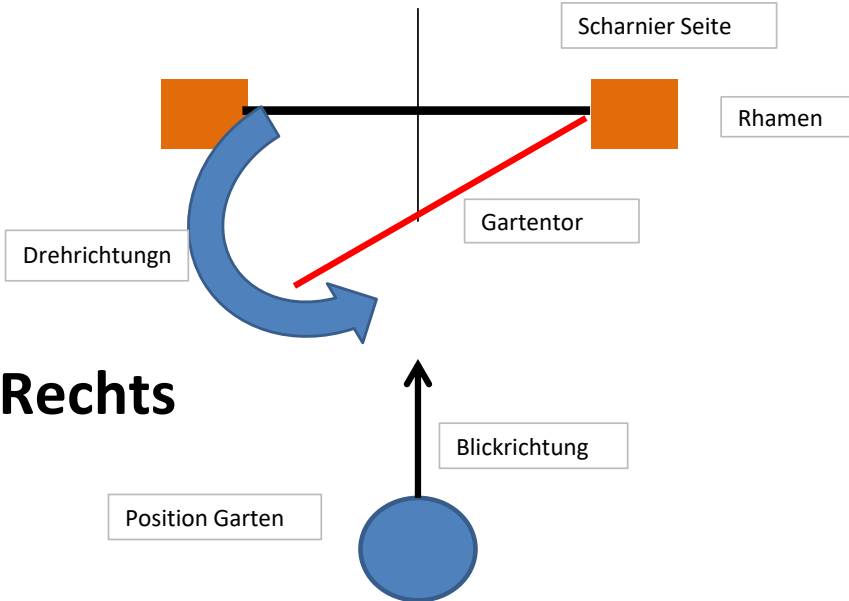 Scharnier Seite
Rhamen
Gartentor
Drehrichtungn
Rechts
Blickrichtung
Position Garten